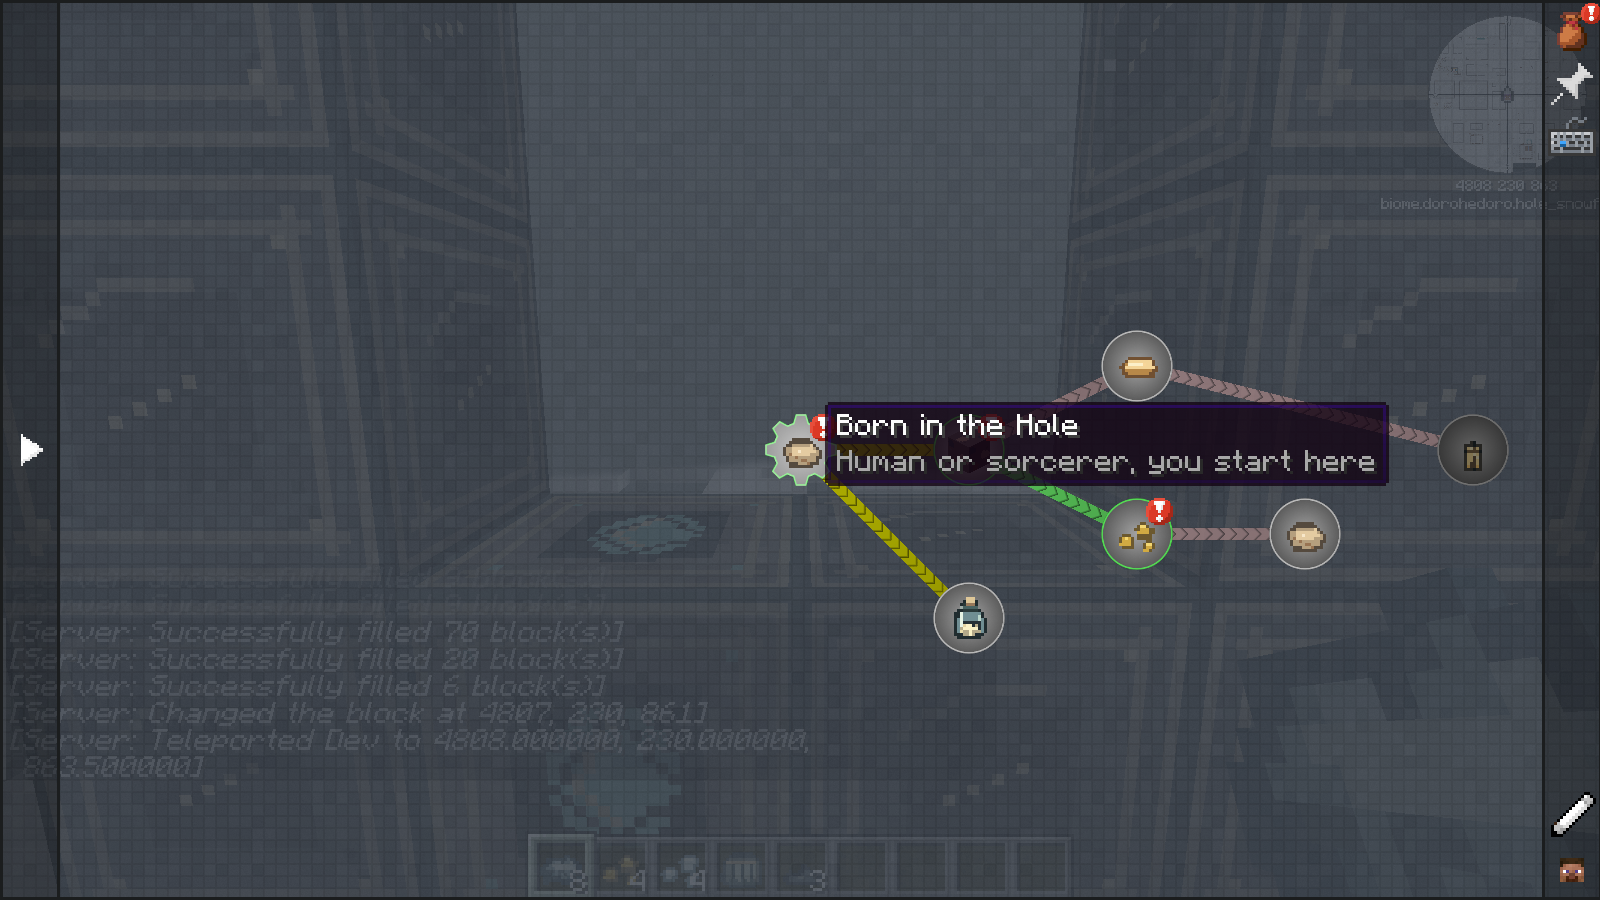 4808 230 863
biome.dorohedoro.hole_snouf
Born in the Hole
Human or sorcerer, you start here
[Server: Successfully filled 70 block(s)]
[Server: Successfully filled 20 block(s)]
[Server: Successfully filled 6 block(s)]
[Server: Changed the block at 4807, 230, 861]
[Server: Teleported Dev to 4808.000000, 230.000000,
863.500000]
8 4 4 3